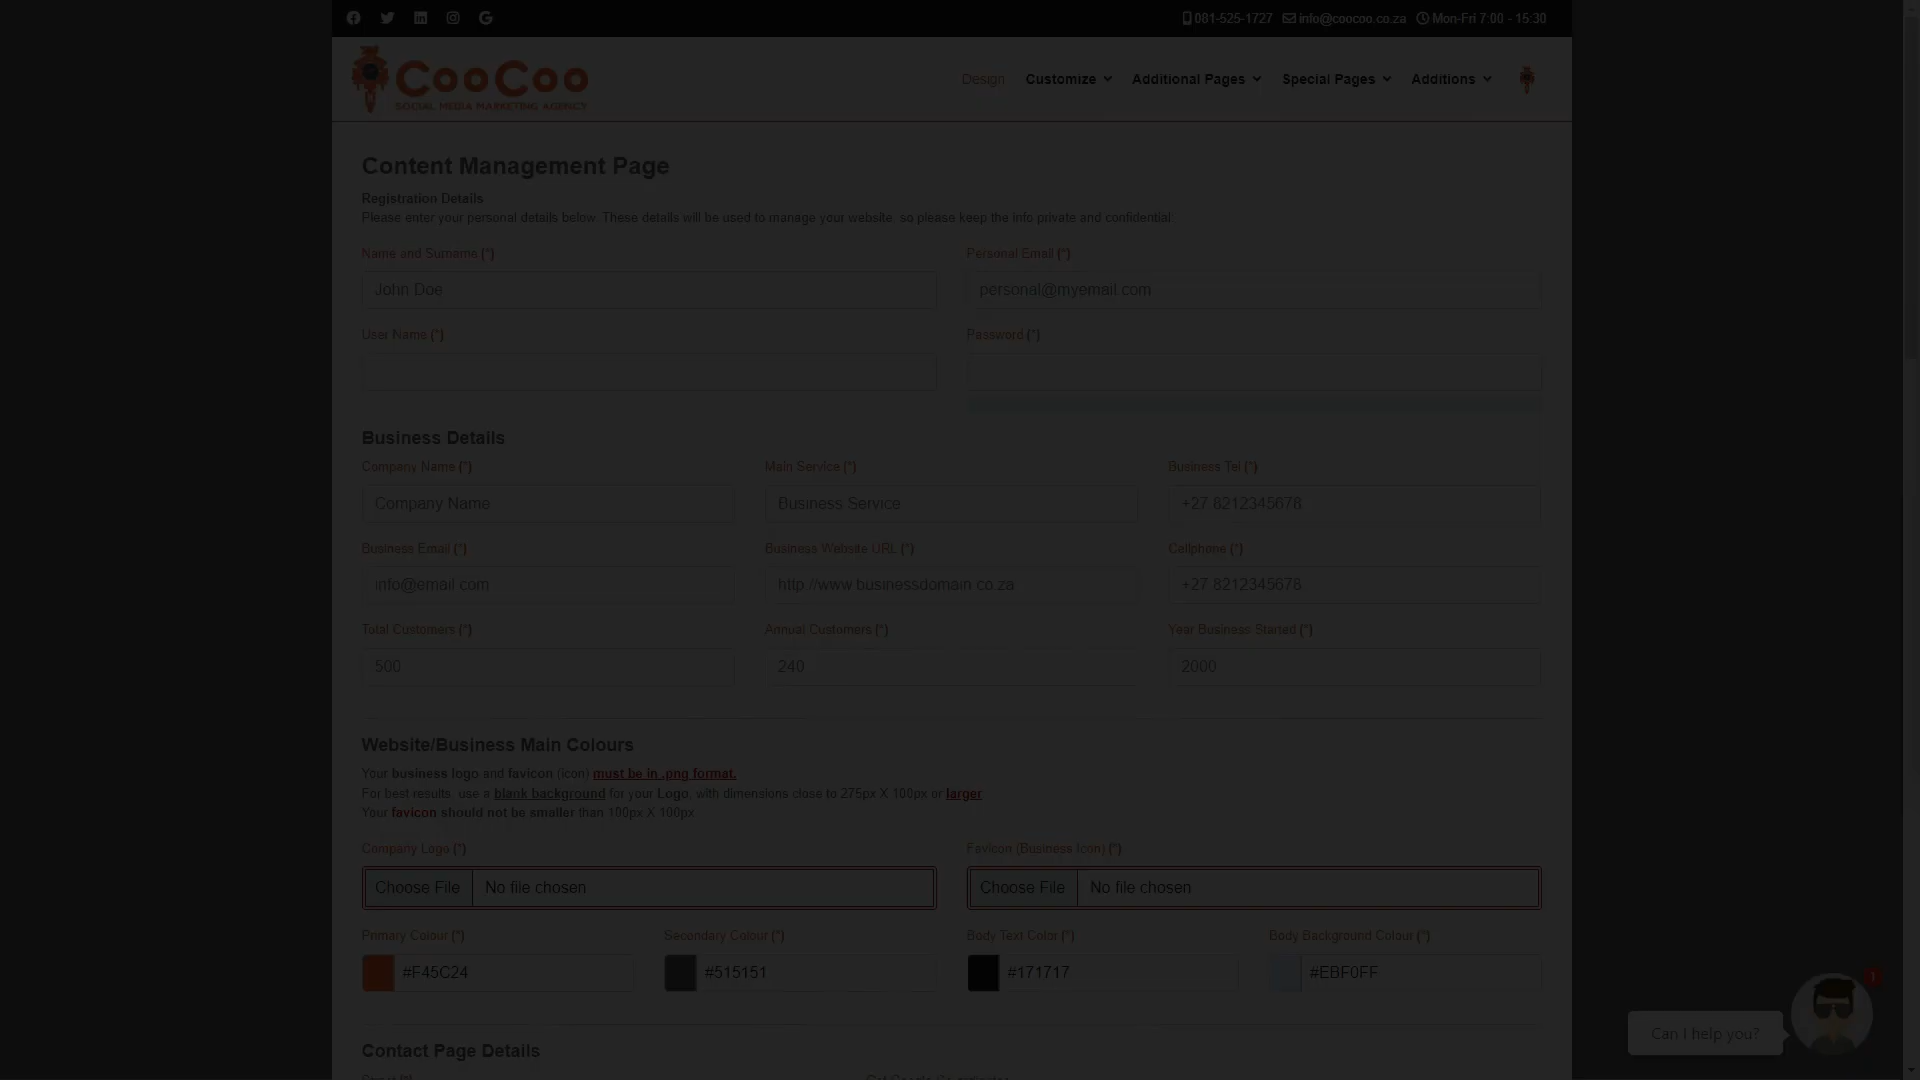 081-525-1727 info@coocoo.co.za Mon-Fri 7:00 - 15:30
CooCoo
SOCIAL MEDIA MARKETING AGENCY
Design Customize Additional Pages Special Pages Additions
Content Management Page
Registration Details
Please enter your personal details below. These details will be used to manage your website, so please keep the info private and confidential
Name and Surname (*) Personal Email (*)
John Doe personal@myemail.com
User Name (*) Password (*)
Business Details
Company Name (*) Main Service (*) Business Tel (*)
Company Name Business Service +27 8212345678
Business Email (*) Business Website URL (*) Cellphone (*)
info@email.com http://www.businessdomain.co.za +27 8212345678
Total Customers (*) Annual Customers (*) Year Business Started (*)
500 240 2000
Website/Business Main Colours
Your business logo and favicon (icon) must be in .png format.
For best results, use a blank background for your Logo, with dimensions close to 275px X 100px or larger
Your favicon should not be smaller than 100px X 100px
Company Logo (*) Favicon (Business Icon) (*)
Choose File No file chosen Choose File No file chosen
Primary Colour (*) Secondary Colour (*) Body Text Color (*) Body Background Colour (*)
#F45C24 #515151 #171717 #EBF0FF
1
Can I help you?
Contact Page Details